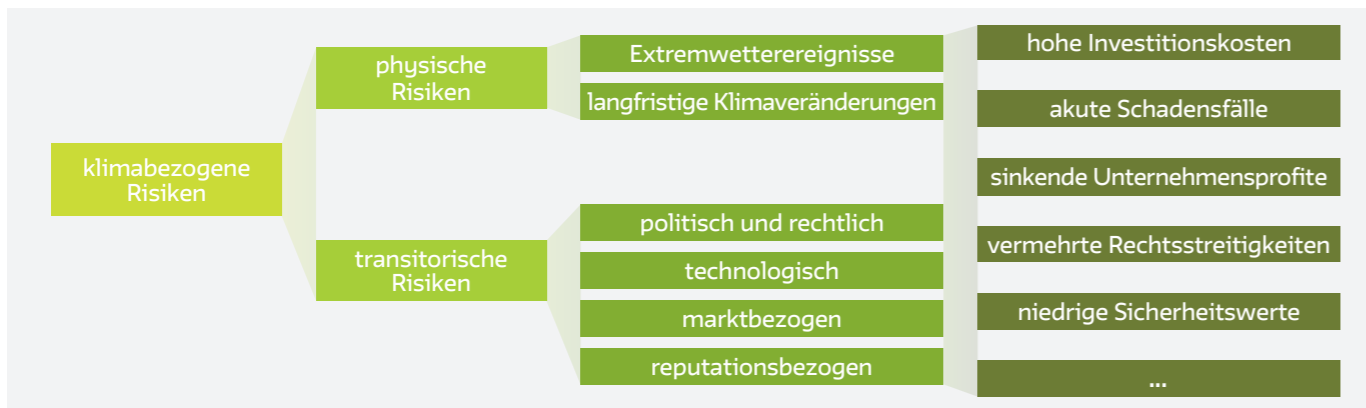 klimabezogene
Risiken
physische
Risiken
transitorische
Risiken
Extremwetterereignisse
langfristige Klimaveränderungen
politisch und rechtlich
technologisch
marktbezogen
reputationsbezogen
hohe Investitionskosten
akute Schadensfälle
sinkende Unternehmensprofite
vermehrte Rechtsstreitigkeiten
niedrige Sicherheitswerte
...